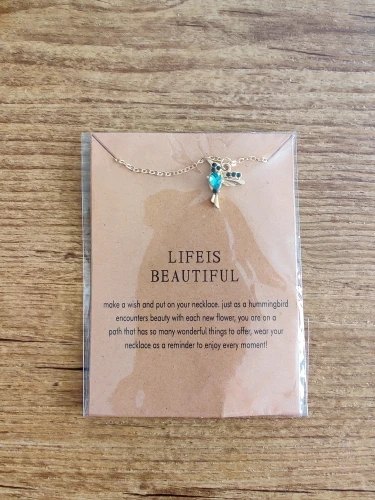 LIFEIS
BEAUTIFUL
make a wish and put on your necklace. just as a hummingbird
encounters beauty with each new flower, you are on a
path that has so many wonderful things to offer, wear your
necklace as a reminder to enjoy every moment!